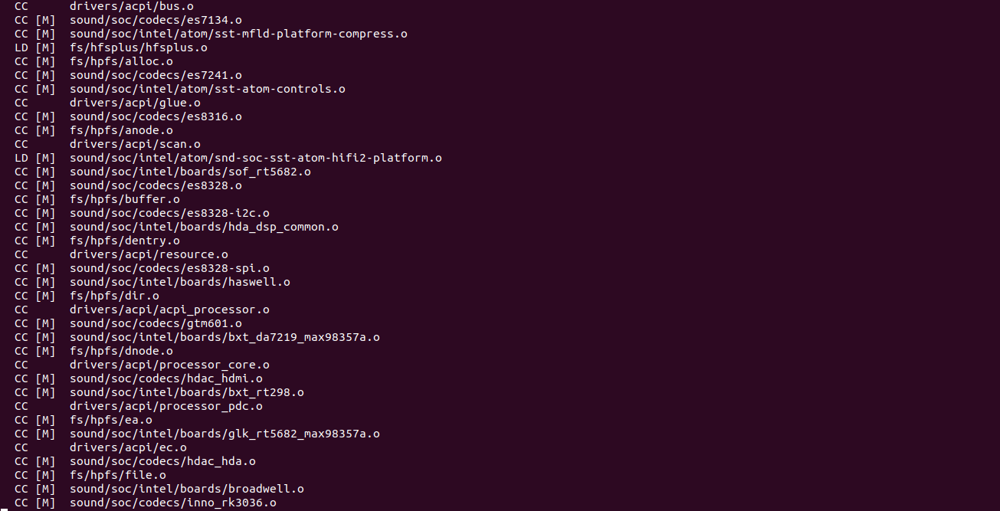 CC      drivers/acpi/bus.o
CC [M]  sound/soc/codecs/es7134.o
CC [M]  sound/soc/intel/atom/sst-mfld-platform-compress.o
LD [M]  fs/hfsplus/hfsplus.o
CC [M]  fs/hpfs/alloc.o
CC [M]  sound/soc/codecs/es7241.o
CC [M]  sound/soc/intel/atom/sst-atom-controls.o
CC      drivers/acpi/glue.o
CC [M]  sound/soc/codecs/es8316.o
CC [M]  fs/hpfs/anode.o
CC      drivers/acpi/scan.o
LD [M]  sound/soc/intel/atom/snd-soc-sst-atom-hifi2-platform.o
CC [M]  sound/soc/intel/boards/sof_rt5682.o
CC [M]  sound/soc/codecs/es8328.o
CC [M]  fs/hpfs/buffer.o
CC [M]  sound/soc/codecs/es8328-i2c.o
CC [M]  sound/soc/intel/boards/hda_dsp_common.o
CC [M]  fs/hpfs/dentry.o
CC      drivers/acpi/resource.o
CC [M]  sound/soc/codecs/es8328-spi.o
CC [M]  sound/soc/intel/boards/haswell.o
CC [M]  fs/hpfs/dir.o
CC      drivers/acpi/acpi_processor.o
CC [M]  sound/soc/codecs/gtm601.o
CC [M]  sound/soc/intel/boards/bxt_da7219_max98357a.o
CC [M]  fs/hpfs/dnode.o
CC      drivers/acpi/processor_core.o
CC [M]  sound/soc/codecs/hdac_hdmi.o
CC [M]  sound/soc/intel/boards/bxt_rt298.o
CC      drivers/acpi/processor_pdc.o
CC [M]  fs/hpfs/ea.o
CC [M]  sound/soc/intel/boards/glk_rt5682_max98357a.o
CC      drivers/acpi/ec.o
CC [M]  sound/soc/codecs/hdac_hda.o
CC [M]  fs/hpfs/file.o
CC [M]  sound/soc/intel/boards/broadwell.o
CC [M]  sound/soc/codecs/inno_rk3036.o